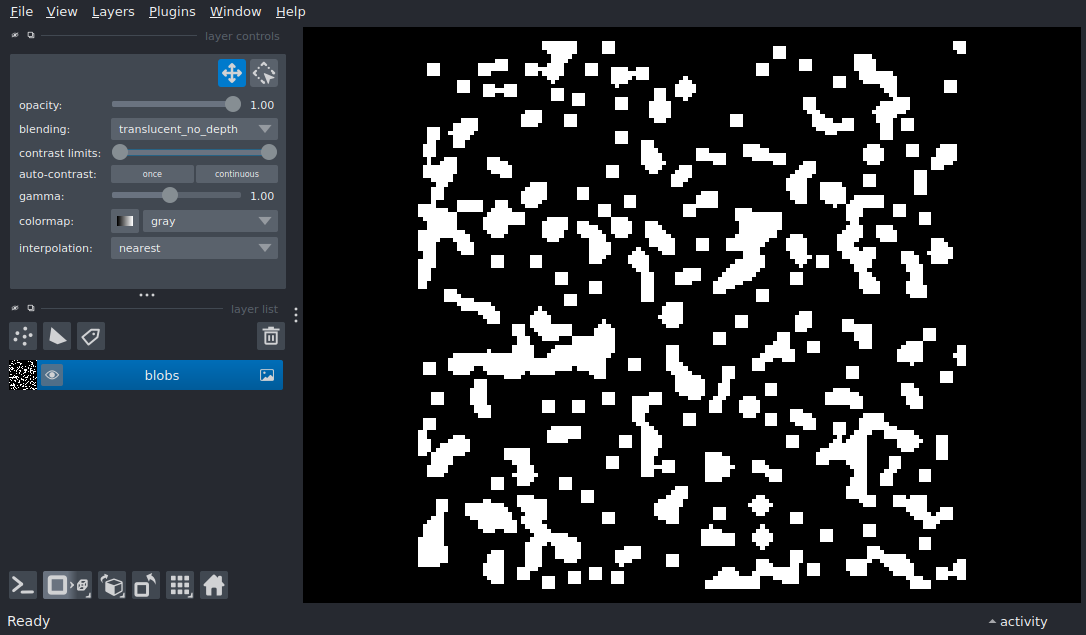 File View Layers Plugins Window Help
layer controls
opacity: 1.00
blending: translucent_no_depth
contrast limits:
auto-contrast: once continuous
gamma: 1.00
colormap: gray
interpolation: nearest
layer list
blobs
Ready activity